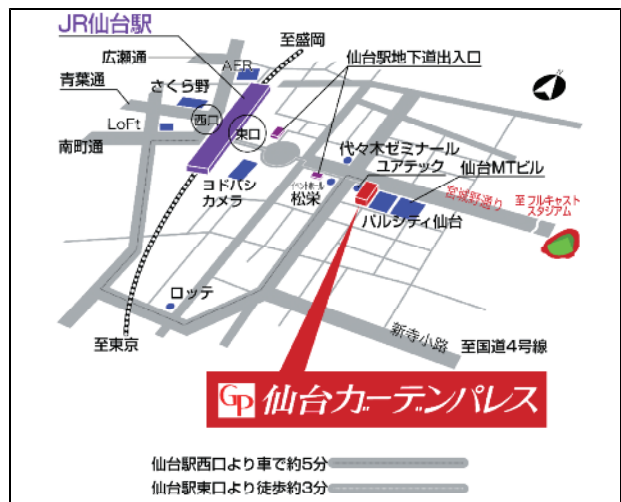 JR仙台駅
至盛岡
広瀬通
AER
仙台駅地下道出入口
青葉通
さくら野
西口
東口
LoFt
南町通
代々木ゼミナール
ユアテック
仙台MTビル
ヨドバシ
カメラ
イベントホール
松栄
宮城野通り
至フルキャスト
スタジアム
パルシティ仙台
ロッテ
至東京
新寺小路
至国道4号線
GP 仙台ガーデンパレス
仙台駅西口より車で約5分
仙台駅東口より徒歩約3分